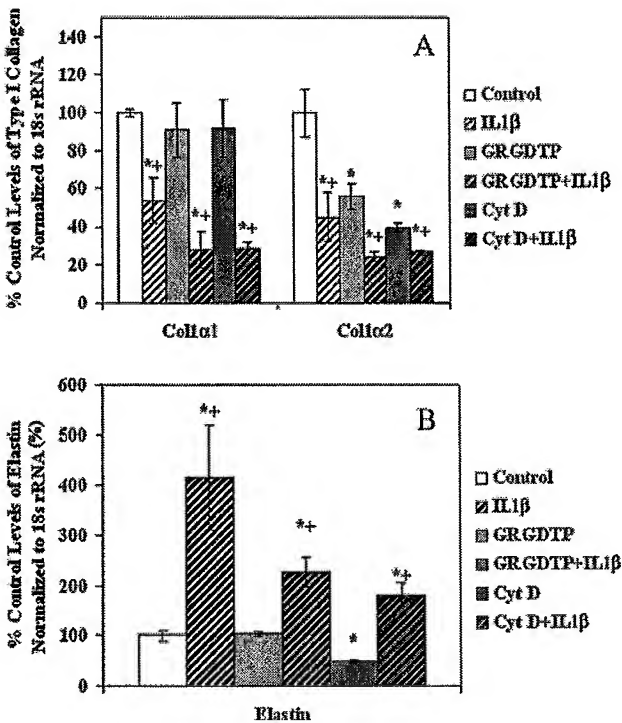 A
% Control Levels of Type I Collagen
Normalized to 18s rRNA
140
120
100
80
60
40
20
0
*+ *+ *+ *+ * *+ * *+
Col1α1 Col1α2
Control
IL1β
GRGDTP
GRGDTP+IL1β
Cyt D
Cyt D+IL1β
B
% Control Levels of Elastin
Normalized to 18s rRNA (%)
600
500
400
300
200
100
0
*+ *+ * *+
Elastin
Control
IL1β
GRGDTP
GRGDTP+IL1β
Cyt D
Cyt D+IL1β